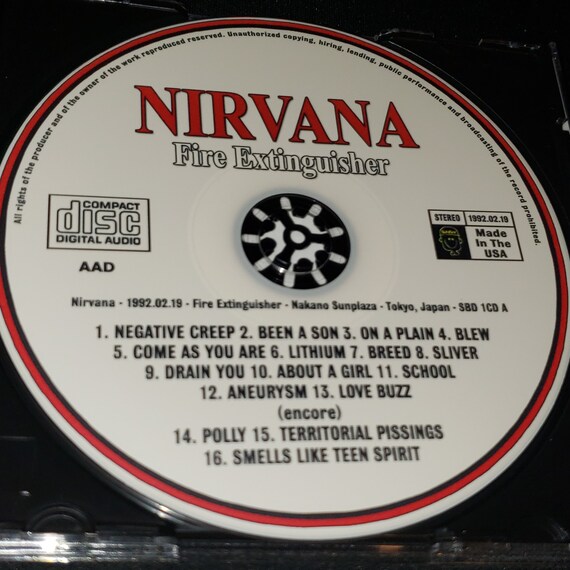 All rights of the producer and of the owner of the work reproduced reserved. Unauthorized copying, hiring, lending, public performance and broadcasting of the record prohibited.
NIRVANA
Fire Extinguisher
COMPACT
disc
DIGITAL AUDIO
AAD
STEREO 1992.02.19
Made
In The
USA
Nirvana - 1992.02.19 - Fire Extinguisher - Nakano Sunplaza - Tokyo, Japan - SBD 1CD A
1. NEGATIVE CREEP 2. BEEN A SON 3. ON A PLAIN 4. BLEW
5. COME AS YOU ARE 6. LITHIUM 7. BREED 8. SLIVER
9. DRAIN YOU 10. ABOUT A GIRL 11. SCHOOL
12. ANEURYSM 13. LOVE BUZZ
(encore)
14. POLLY 15. TERRITORIAL PISSINGS
16. SMELLS LIKE TEEN SPIRIT